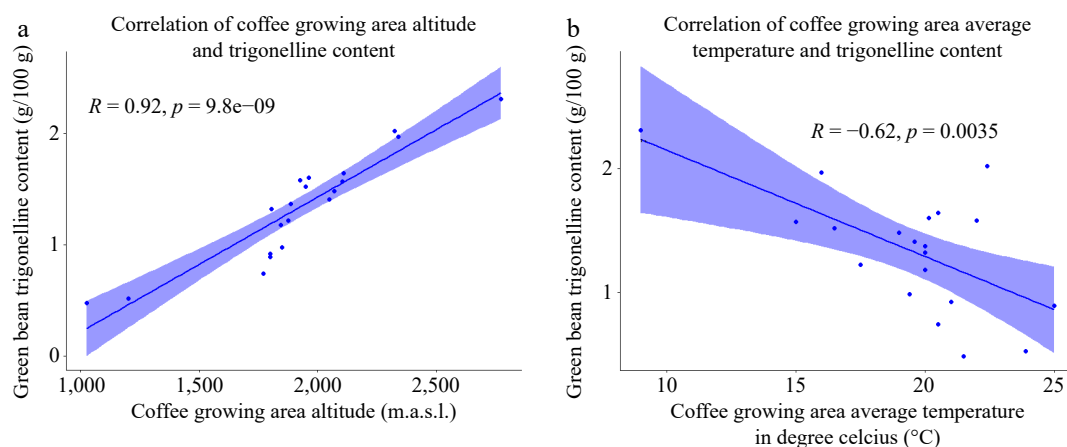 a
Correlation of coffee growing area altitude
and trigonelline content
R = 0.92, p = 9.8e−09
Green bean trigonelline content (g/100 g)
2
1
0
1,000 1,500 2,000 2,500
Coffee growing area altitude (m.a.s.l.)
b
Correlation of coffee growing area average
temperature and trigonelline content
R = −0.62, p = 0.0035
Green bean trigonelline content (g/100 g)
2
1
10 15 20 25
Coffee growing area average temperature
in degree celcius (°C)